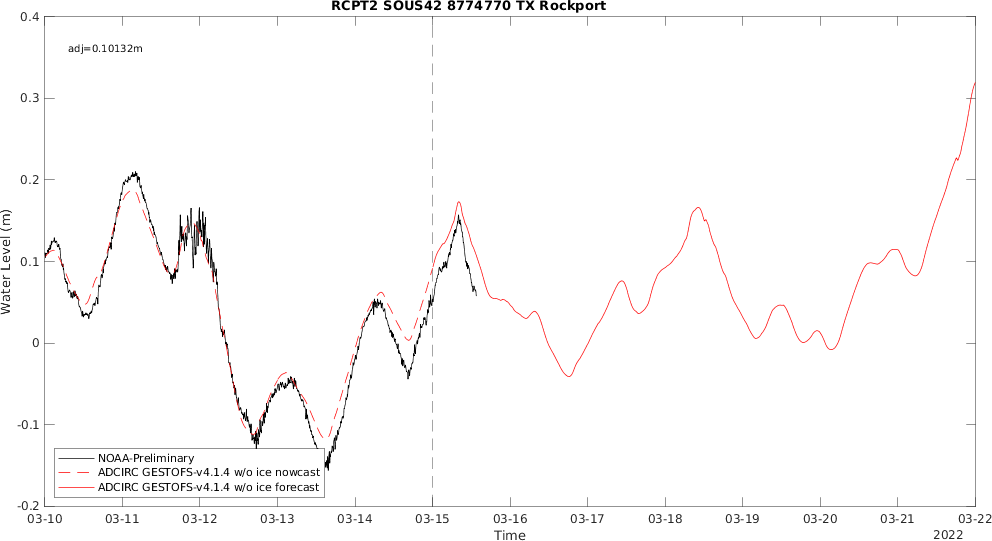 RCPT2 SOUS42 8774770 TX Rockport
adj=0.10132m
Water Level (m)
0.4
0.3
0.2
0.1
0
-0.1
-0.2
NOAA-Preliminary
ADCIRC GESTOFS-v4.1.4 w/o ice nowcast
ADCIRC GESTOFS-v4.1.4 w/o ice forecast
03-10 03-11 03-12 03-13 03-14 03-15 03-16 03-17 03-18 03-19 03-20 03-21 03-22
Time
2022